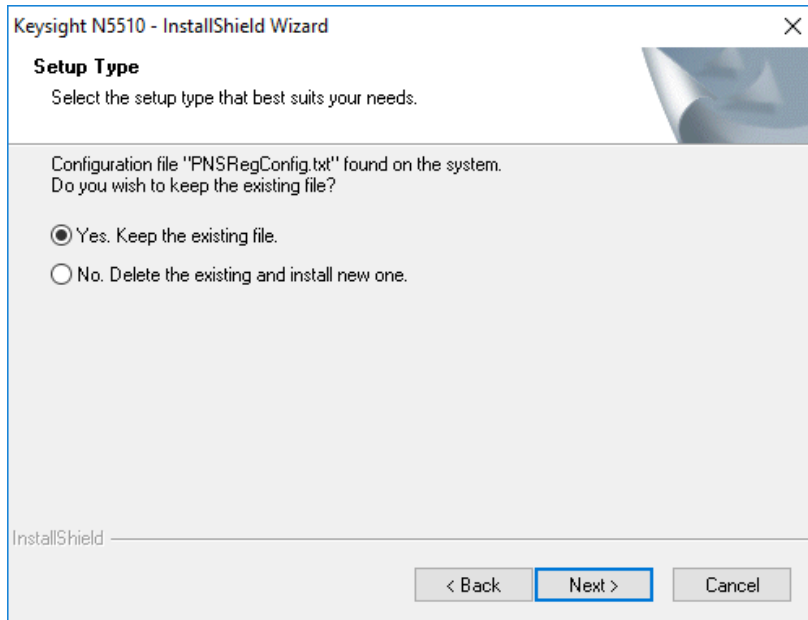 Keysight N5510 - InstallShield Wizard
Setup Type
Select the setup type that best suits your needs.
Configuration file "PNSRegConfig.txt" found on the system.
Do you wish to keep the existing file?
Yes. Keep the existing file.
No. Delete the existing and install new one.
InstallShield
< Back
Next >
Cancel